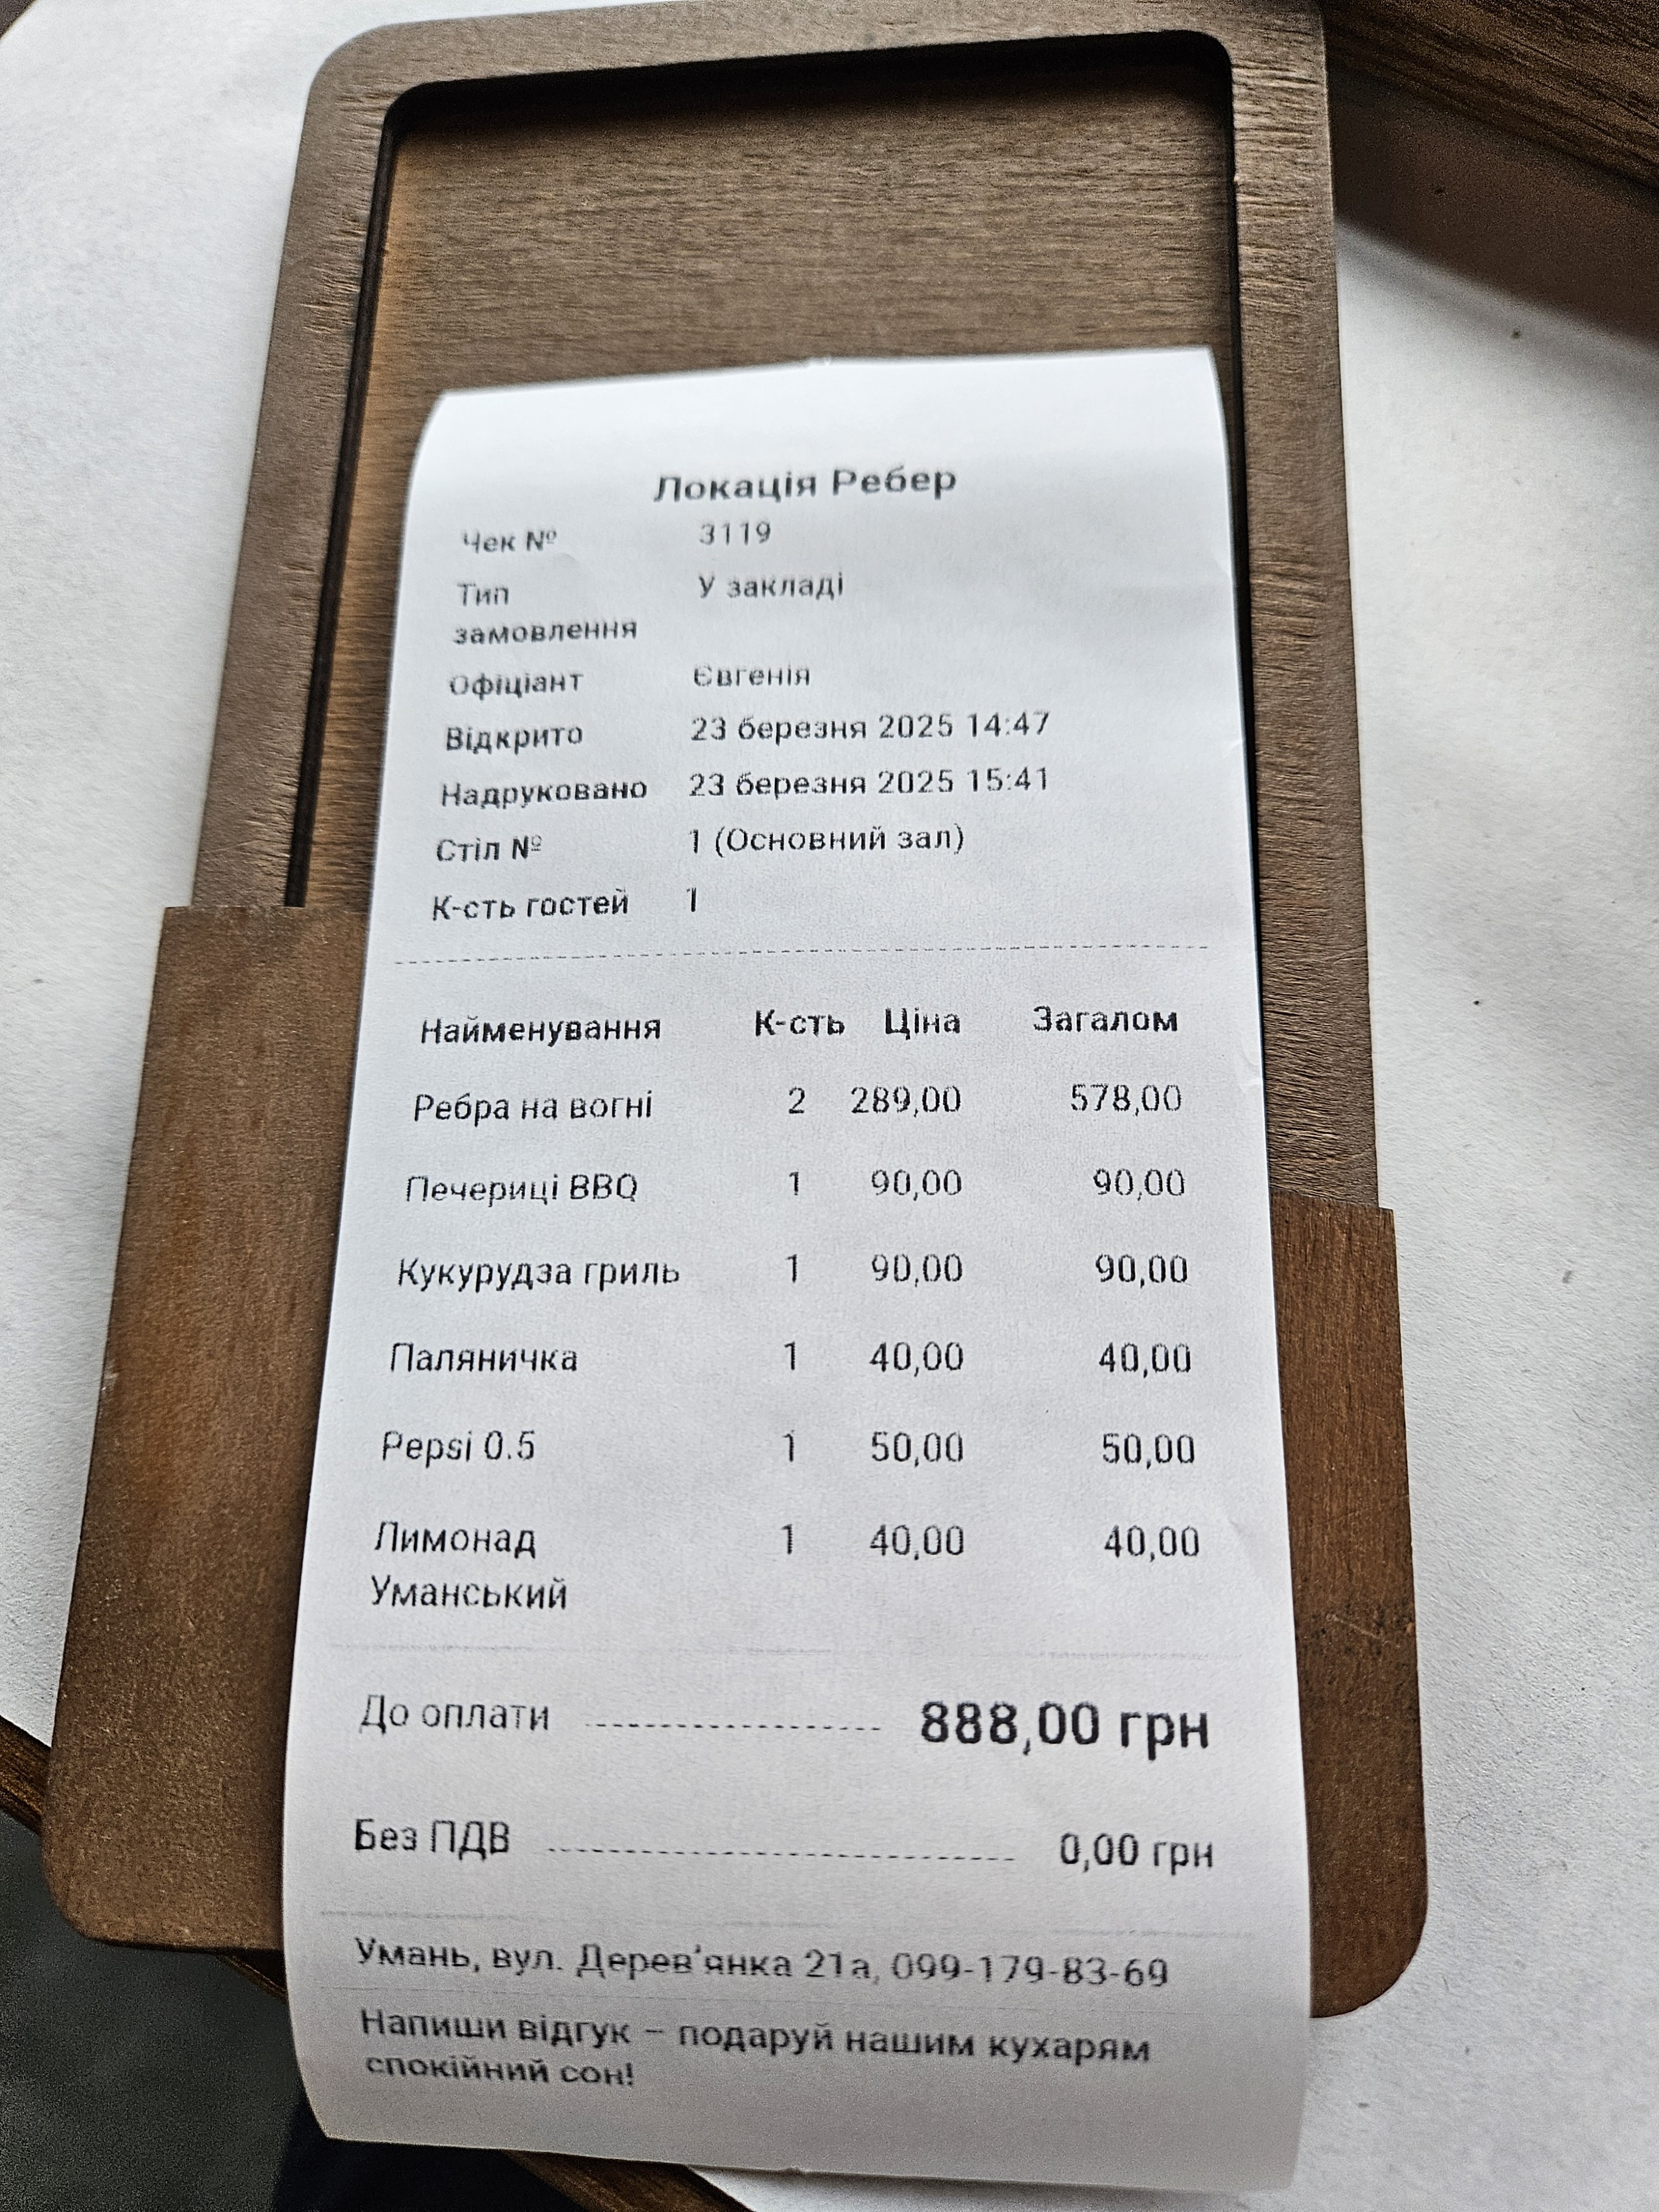 Локація Ребер
Чек № 3119
Тип У закладі
замовлення
Офіціант Євгенія
Відкрито 23 березня 2025 14:47
Надруковано 23 березня 2025 15:41
Стіл № 1 (Основний зал)
К-сть гостей 1
Найменування К-сть Ціна Загалом
Ребра на вогні 2 289,00 578,00
Печериці BBQ 1 90,00 90,00
Кукурудза гриль 1 90,00 90,00
Паляничка 1 40,00 40,00
Pepsi 0.5 1 50,00 50,00
Лимонад 1 40,00 40,00
Уманський
До оплати 888,00 грн
Без ПДВ 0,00 грн
Умань, вул. Дерев'янка 21а, 099-179-83-69
Напиши відгук – подаруй нашим кухарям
спокійний сон!